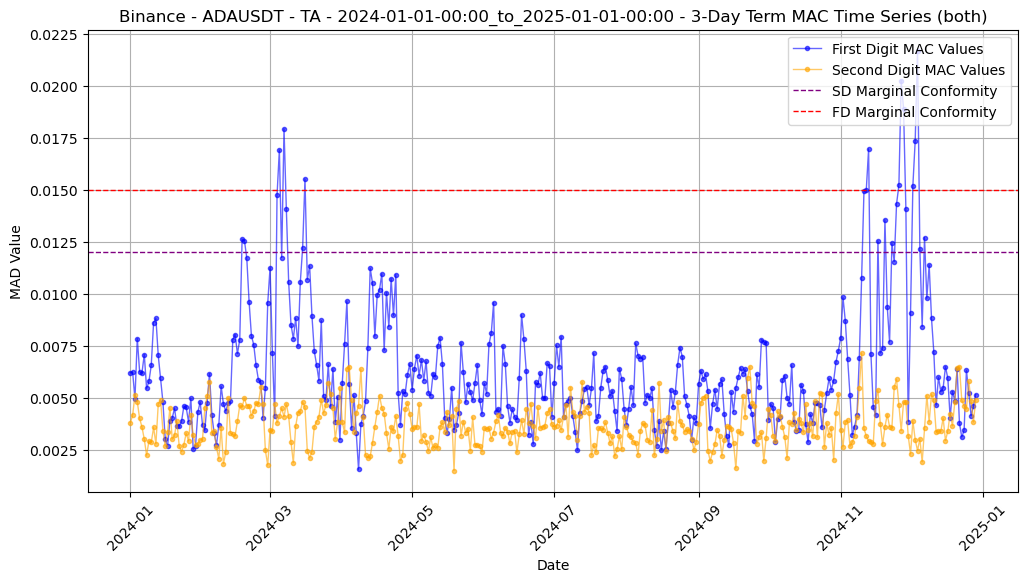 Binance - ADAUSDT - TA - 2024-01-01-00:00_to_2025-01-01-00:00 - 3-Day Term MAC Time Series (both)
First Digit MAC Values
Second Digit MAC Values
SD Marginal Conformity
FD Marginal Conformity
MAD Value
0.0225
0.0200
0.0175
0.0150
0.0125
0.0100
0.0075
0.0050
0.0025
2024-01
2024-03
2024-05
2024-07
2024-09
2024-11
2025-01
Date